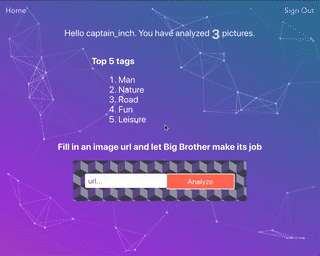 Home
Sign Out
Hello captain_inch. You have analyzed 3 pictures.
Top 5 tags
1. Man
2. Nature
3. Road
4. Fun
5. Leisure
Fill in an image url and let Big Brother make its job
url...
Analyze